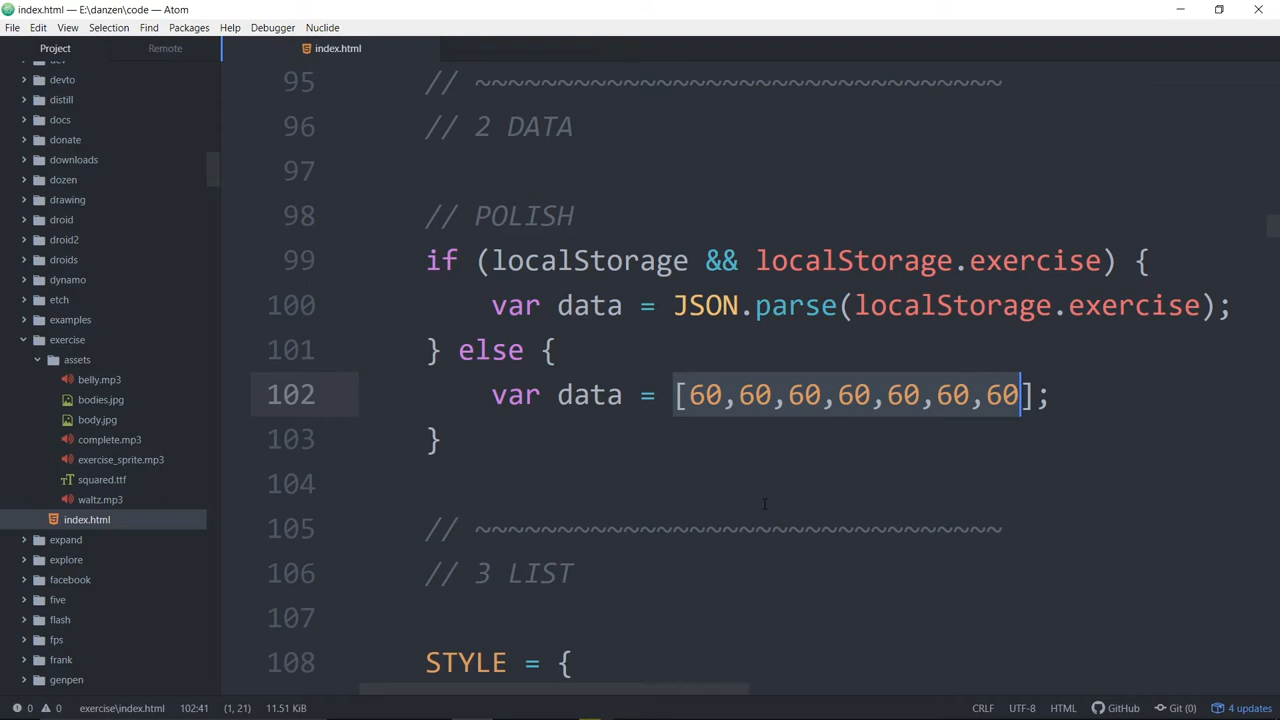 index.html — E:\danzen\code — Atom
File Edit View Selection Find Packages Help Debugger Nuclide
Project Remote
index.html
devto
distill
docs
donate
downloads
dozen
drawing
droid
droid2
droids
dynamo
etch
examples
exercise
assets
belly.mp3
bodies.jpg
body.jpg
complete.mp3
exercise_sprite.mp3
squared.ttf
waltz.mp3
index.html
expand
explore
facebook
five
flash
fps
frank
genpen
95 // ~~~~~~~~~~~~~~~~~~~~~~~~~~~~~~~~
96 // 2 DATA
97
98 // POLISH
99 if (localStorage && localStorage.exercise) {
100 var data = JSON.parse(localStorage.exercise);
101 } else {
102 var data = [60,60,60,60,60,60,60];
103 }
104
105 // ~~~~~~~~~~~~~~~~~~~~~~~~~~~~~~~~
106 // 3 LIST
107
108 STYLE = {
0 0 exercise\index.html 102:41 (1, 21) 11.51 KiB CRLF UTF-8 HTML GitHub Git (0) 4 updates